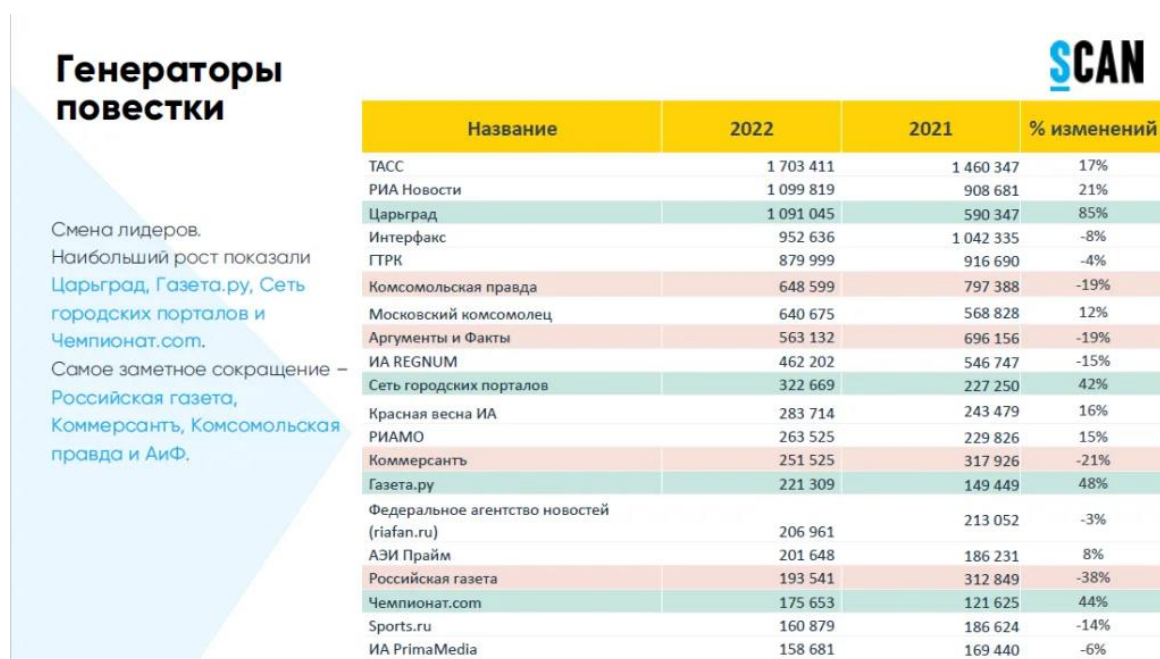 Генераторы
повестки
SCAN
Смена лидеров.
Наибольший рост показали
Царьград, Газета.ру, Сеть
городских порталов и
Чемпионат.com.
Самое заметное сокращение –
Российская газета,
Коммерсантъ, Комсомольская
правда и АиФ.
Название 2022 2021 % изменений
ТАСС 1 703 411 1 460 347 17%
РИА Новости 1 099 819 908 681 21%
Царьград 1 091 045 590 347 85%
Интерфакс 952 636 1 042 335 -8%
ГТРК 879 999 916 690 -4%
Комсомольская правда 648 599 797 388 -19%
Московский комсомолец 640 675 568 828 12%
Аргументы и Факты 563 132 696 156 -19%
ИА REGNUM 462 202 546 747 -15%
Сеть городских порталов 322 669 227 250 42%
Красная весна ИА 283 714 243 479 16%
РИАМО 263 525 229 826 15%
Коммерсантъ 251 525 317 926 -21%
Газета.ру 221 309 149 449 48%
Федеральное агентство новостей
(riafan.ru) 206 961 213 052 -3%
АЭИ Прайм 201 648 186 231 8%
Российская газета 193 541 312 849 -38%
Чемпионат.com 175 653 121 625 44%
Sports.ru 160 879 186 624 -14%
ИА PrimaMedia 158 681 169 440 -6%